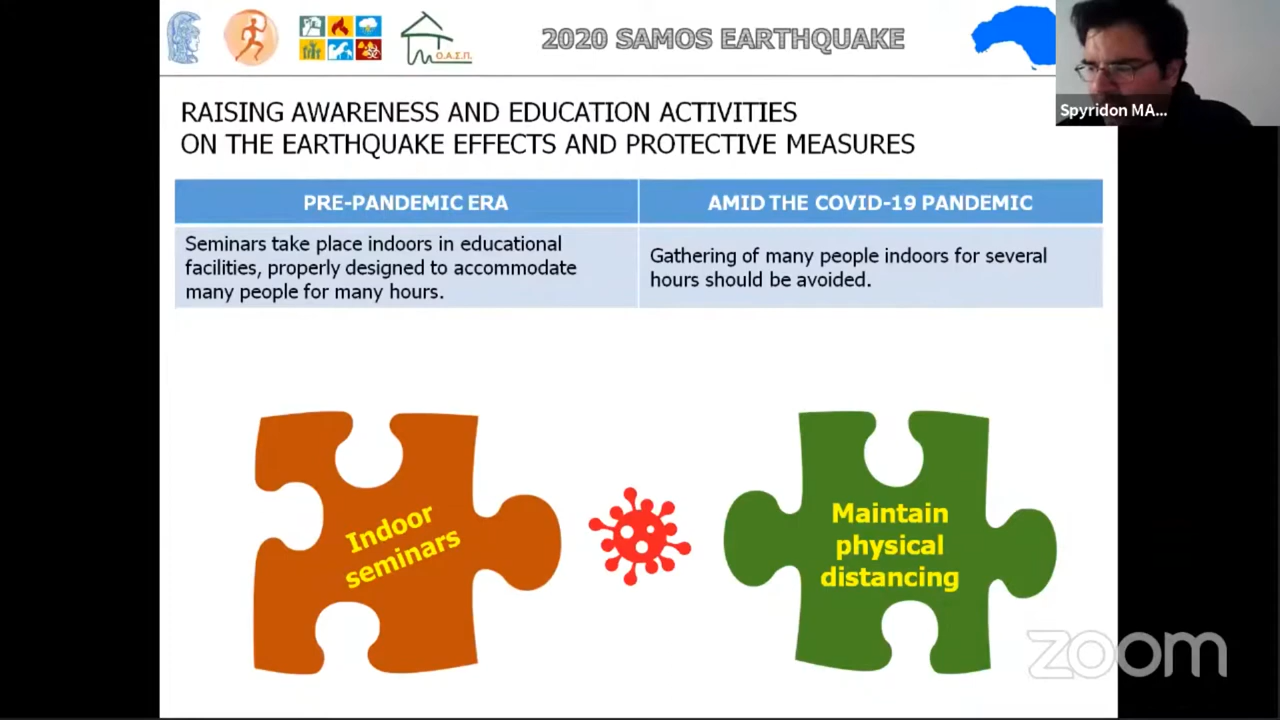 Ο.Α.Σ.Π.
2020 SAMOS EARTHQUAKE
Spyridon MA...
RAISING AWARENESS AND EDUCATION ACTIVITIES
ON THE EARTHQUAKE EFFECTS AND PROTECTIVE MEASURES
PRE-PANDEMIC ERA
AMID THE COVID-19 PANDEMIC
Seminars take place indoors in educational
facilities, properly designed to accommodate
many people for many hours.
Gathering of many people indoors for several
hours should be avoided.
Indoor
seminars
Maintain
physical
distancing
zoom